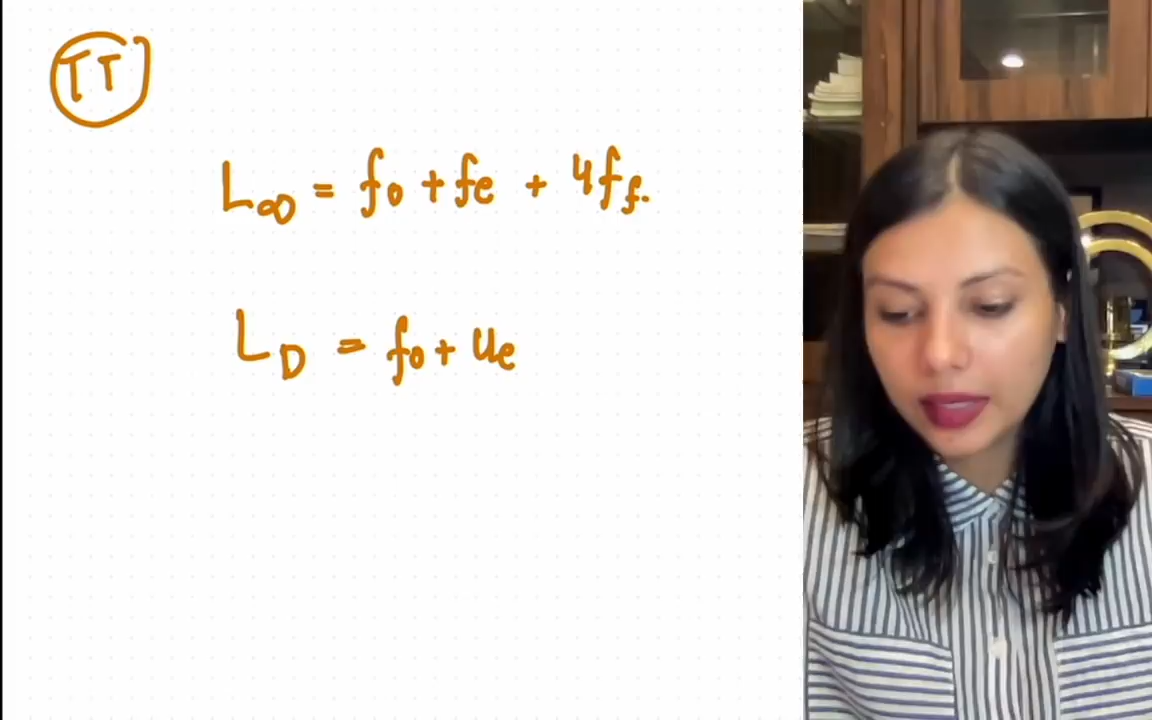 TT
L∞ = fo + fe + 4ff.
LD = fo + ue